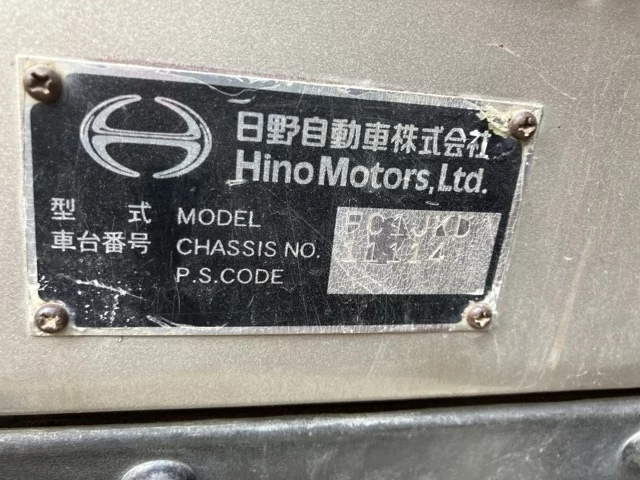 日野自動車株式会社
Hino Motors, Ltd.
型 式 MODEL FC1JKD
車台番号 CHASSIS NO. 11114
P.S.CODE